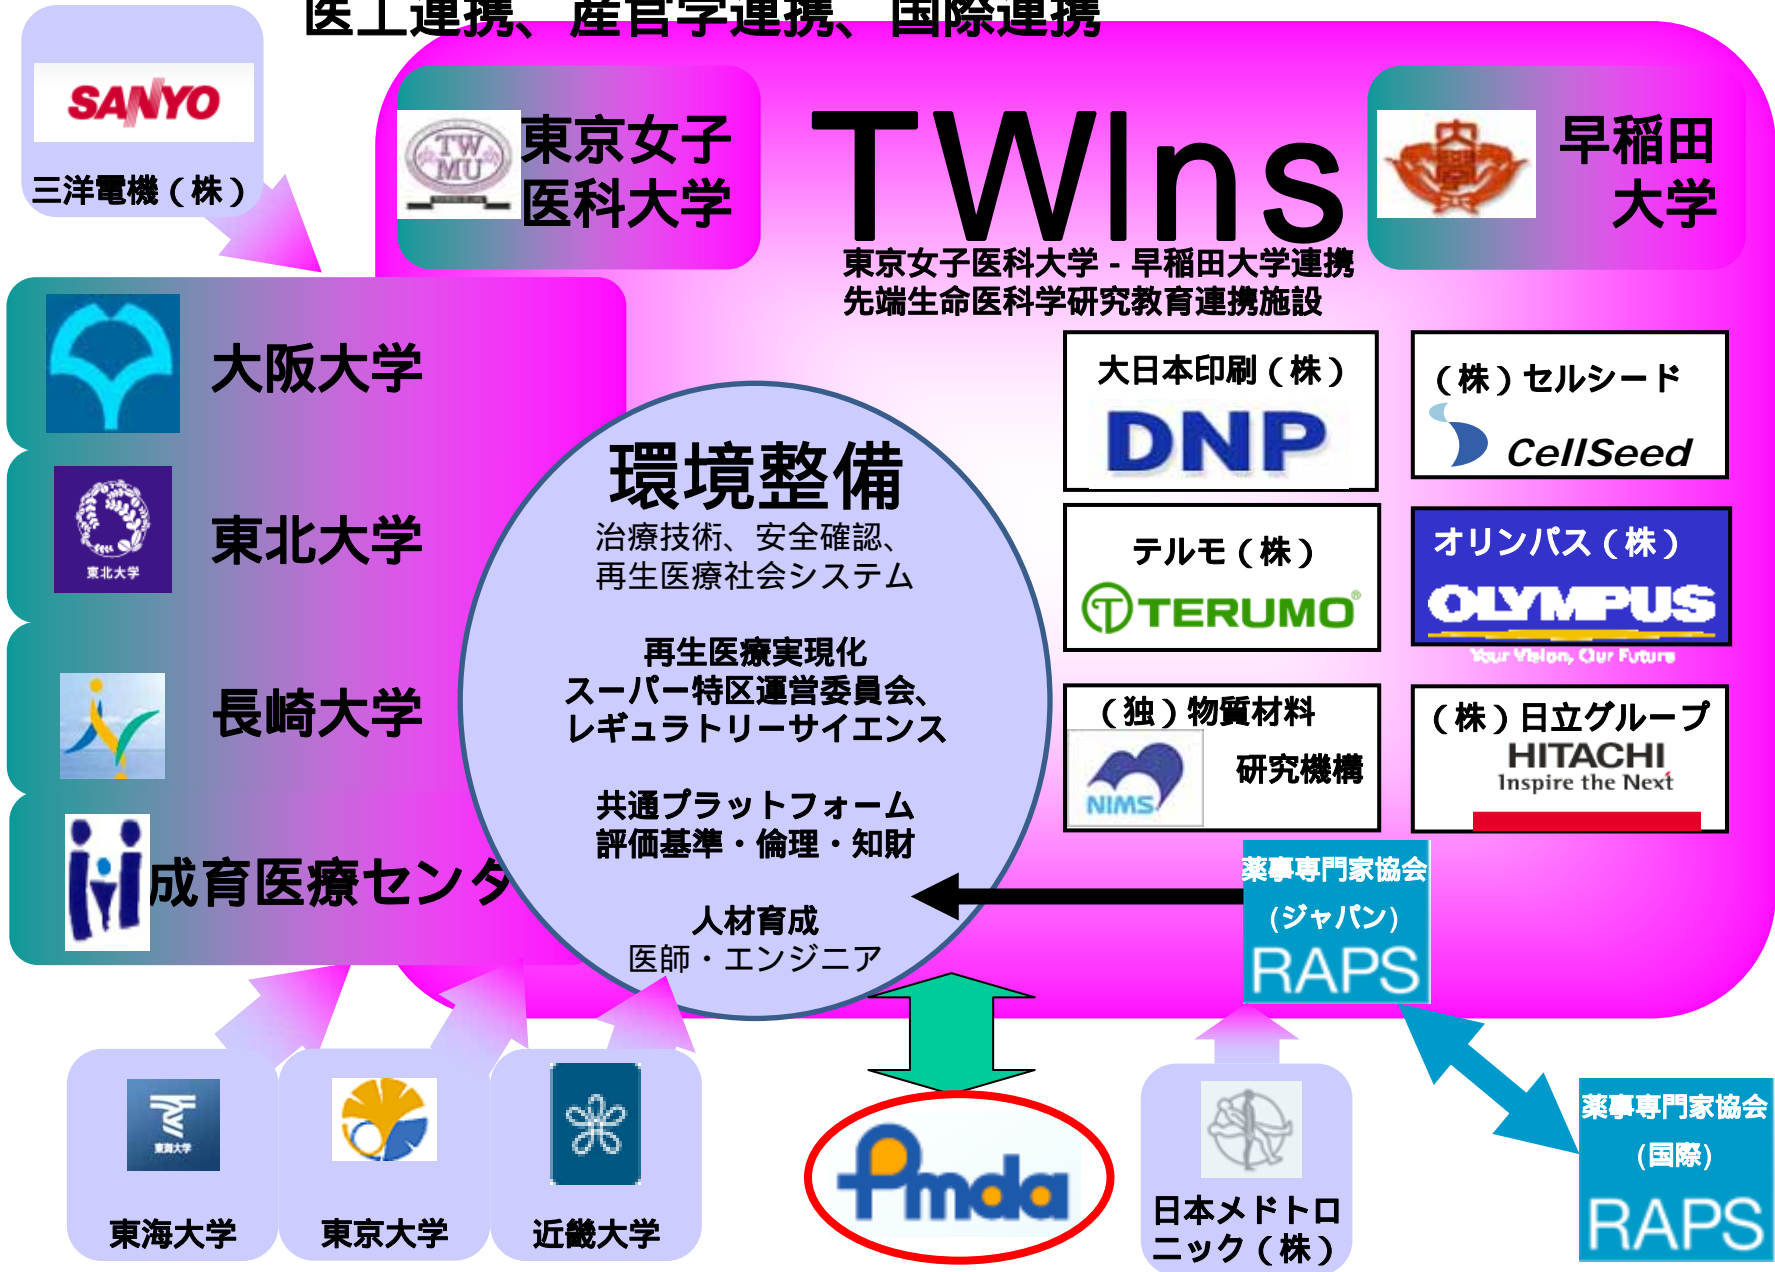 医工連携、産官学連携、国際連携
SANYO
三洋電機（株）
TW
MU
東京女子
医科大学
TWIns
東京女子医科大学 - 早稲田大学連携
先端生命医科学研究教育連携施設
早稲田
大学
大阪大学
東北大学
東北大学
長崎大学
成育医療センタ
環境整備
治療技術、安全確認、
再生医療社会システム
再生医療実現化
スーパー特区運営委員会、
レギュラトリーサイエンス
共通プラットフォーム
評価基準・倫理・知財
人材育成
医師・エンジニア
大日本印刷（株）
DNP
（株）セルシード
CellSeed
テルモ（株）
TERUMO®
オリンパス（株）
OLYMPUS
Your Vision, Our Future
（独）物質材料
研究機構
NIMS
（株）日立グループ
HITACHI
Inspire the Next
薬事専門家協会
(ジャパン)
RAPS
東海大学
東海大学
東京大学
近畿大学
Pmda
日本メドトロ
ニック（株）
薬事専門家協会
(国際)
RAPS